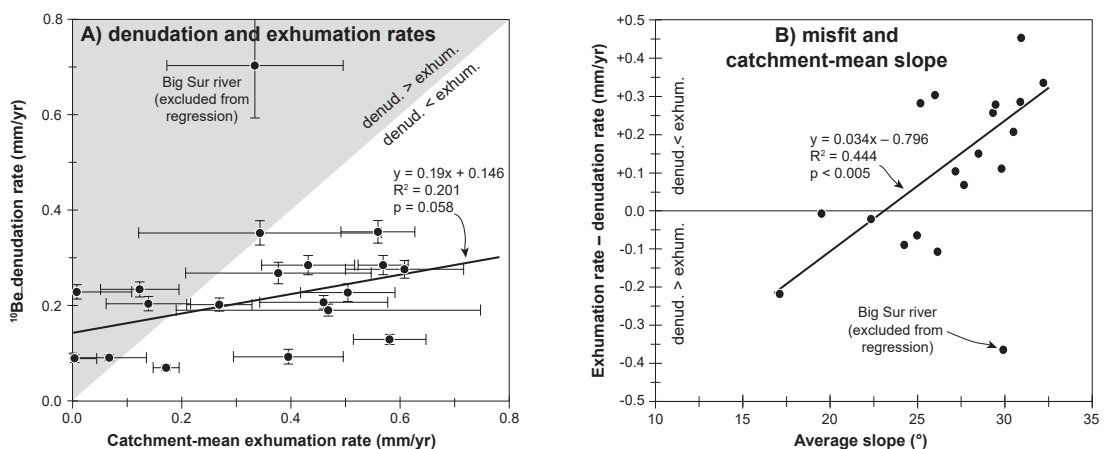 A) denudation and exhumation rates
0.8
0.6
0.4
0.2
0.0
0.0
0.2
0.4
0.6
0.8
¹⁰Be denudation rate (mm/yr)
Catchment-mean exhumation rate (mm/yr)
Big Sur river
(excluded from
regression)
denud. > exhum.
denud. < exhum.
y = 0.19x + 0.146
R² = 0.201
p = 0.058
B) misfit and
catchment-mean slope
+0.5
+0.4
+0.3
+0.2
+0.1
0.0
-0.1
-0.2
-0.3
-0.4
-0.5
10
15
20
25
30
35
Exhumation rate – denudation rate (mm/yr)
Average slope (°)
denud.< exhum.
denud. > exhum.
y = 0.034x – 0.796
R² = 0.444
p < 0.005
Big Sur river
(excluded from
regression)